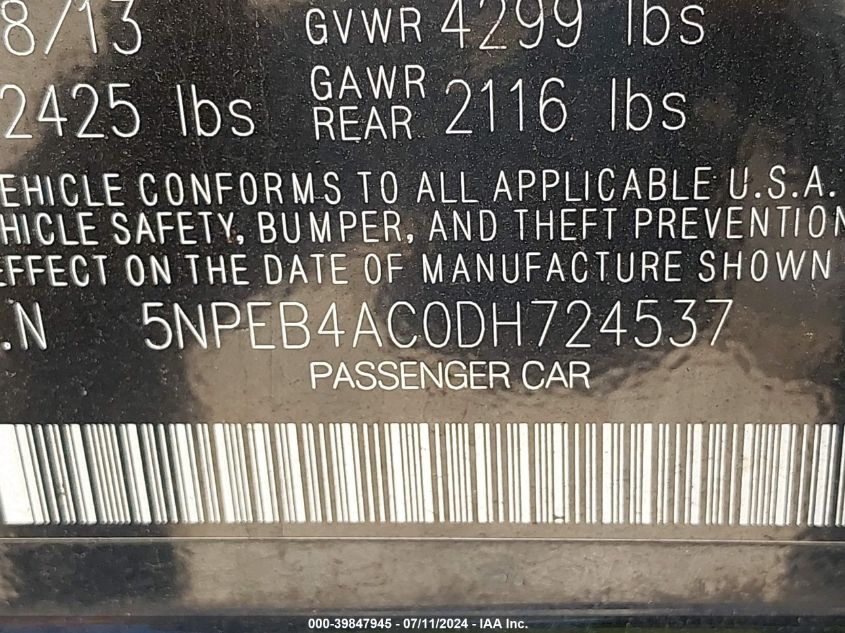 8/13 GVWR 4299 lbs
2425 lbs GAWR REAR 2116 lbs
EHICLE CONFORMS TO ALL APPLICABLE U.S.A.
HICLE SAFETY, BUMPER, AND THEFT PREVENTION
EFFECT ON THE DATE OF MANUFACTURE SHOWN
.N 5NPEB4AC0DH724537
PASSENGER CAR
000-39847945 - 07/11/2024 - IAA Inc.